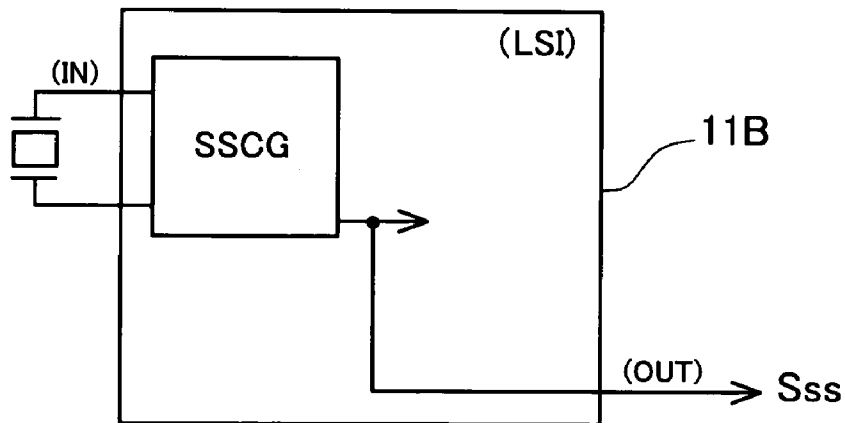 (LSI)
(IN)
SSCG
11B
(OUT)
Sss